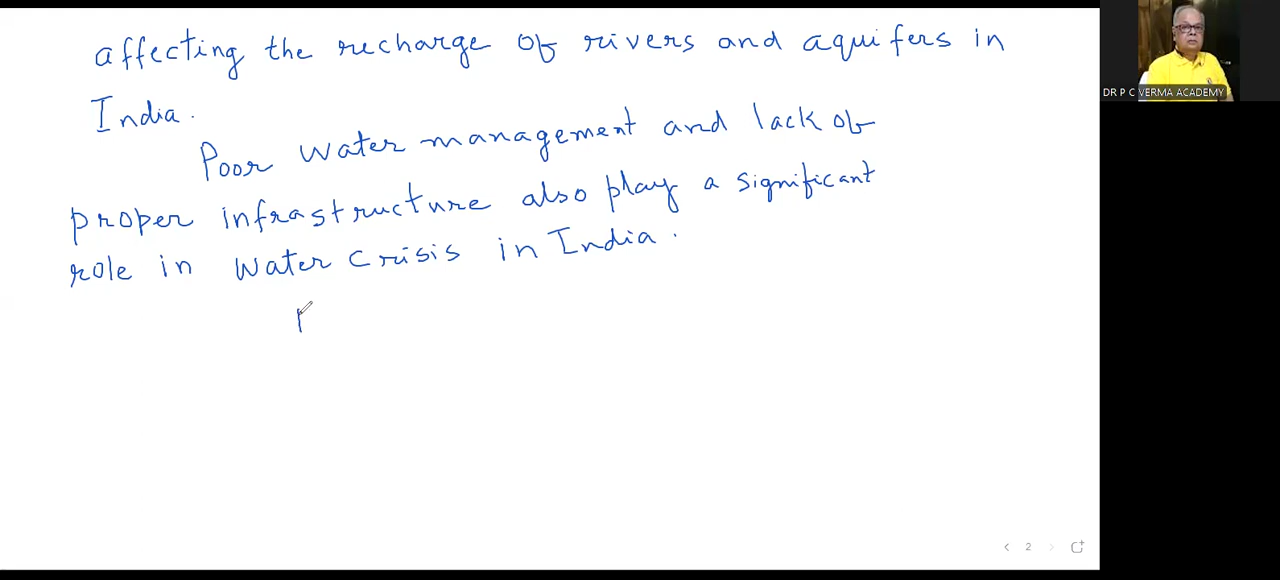 affecting the recharge of rivers and aquifers in
India.
Poor water management and lack of
proper infrastructure also play a significant
role in water crisis in India.
DR P C VERMA ACADEMY
2